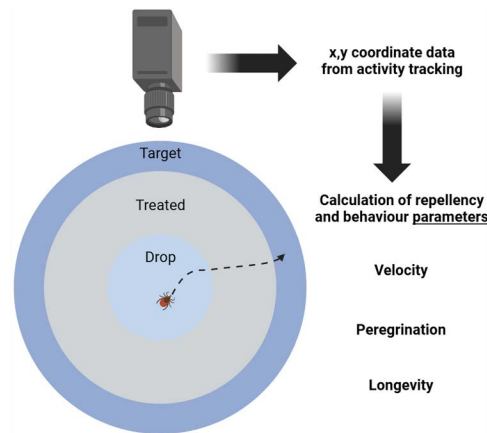 x,y coordinate data
from activity tracking
Target
Treated
Calculation of repellency
and behaviour parameters
Drop
Velocity
Peregrination
Longevity